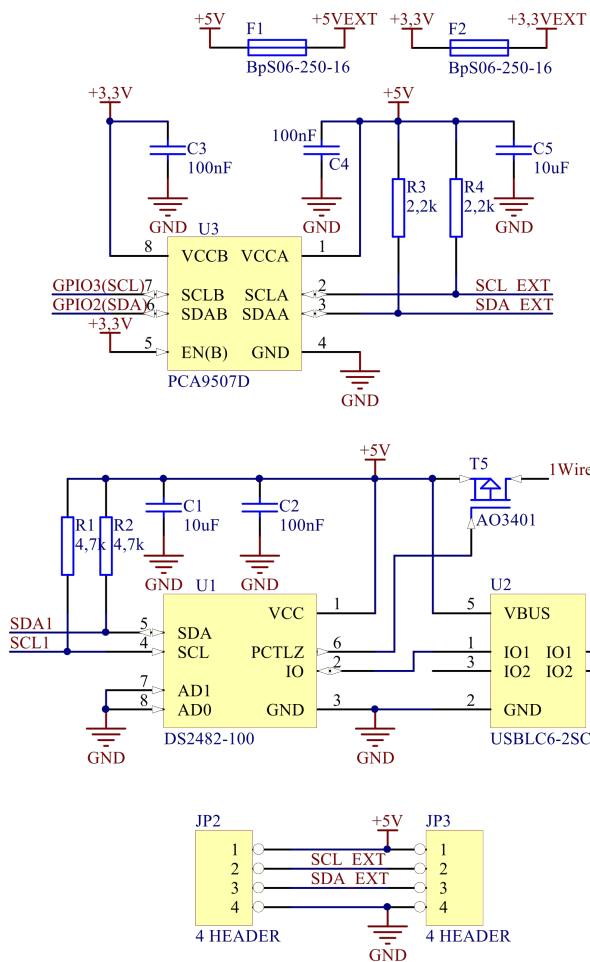 F1
+5V
+5VEXT
BpS06-250-16
F2
+3,3V
+3,3VEXT
BpS06-250-16
+3,3V
C3
100nF
GND
+5V
100nF
C4
GND
R3
2,2k
R4
2,2k
C5
10uF
GND
U3
8
VCCB
VCCA
1
GPIO3(SCL)
7
SCLB
SCLA
2
SCL_EXT
GPIO2(SDA)
6
SDAB
SDAA
3
SDA_EXT
+3,3V
5
EN(B)
GND
4
PCA9507D
GND
+5V
T5
1Wire
AO3401
R1
4,7k
R2
4,7k
C1
10uF
GND
C2
100nF
GND
U1
VCC
1
SDA1
5
SDA
SCL1
4
SCL
PCTLZ
6
IO
2
7
AD1
8
AD0
GND
3
GND
DS2482-100
GND
U2
5
VBUS
1
IO1
IO1
3
IO2
IO2
2
GND
USBLC6-2SC
JP2
+5V
JP3
1
1
2
SCL_EXT
2
3
SDA_EXT
3
4
4
4 HEADER
GND
4 HEADER